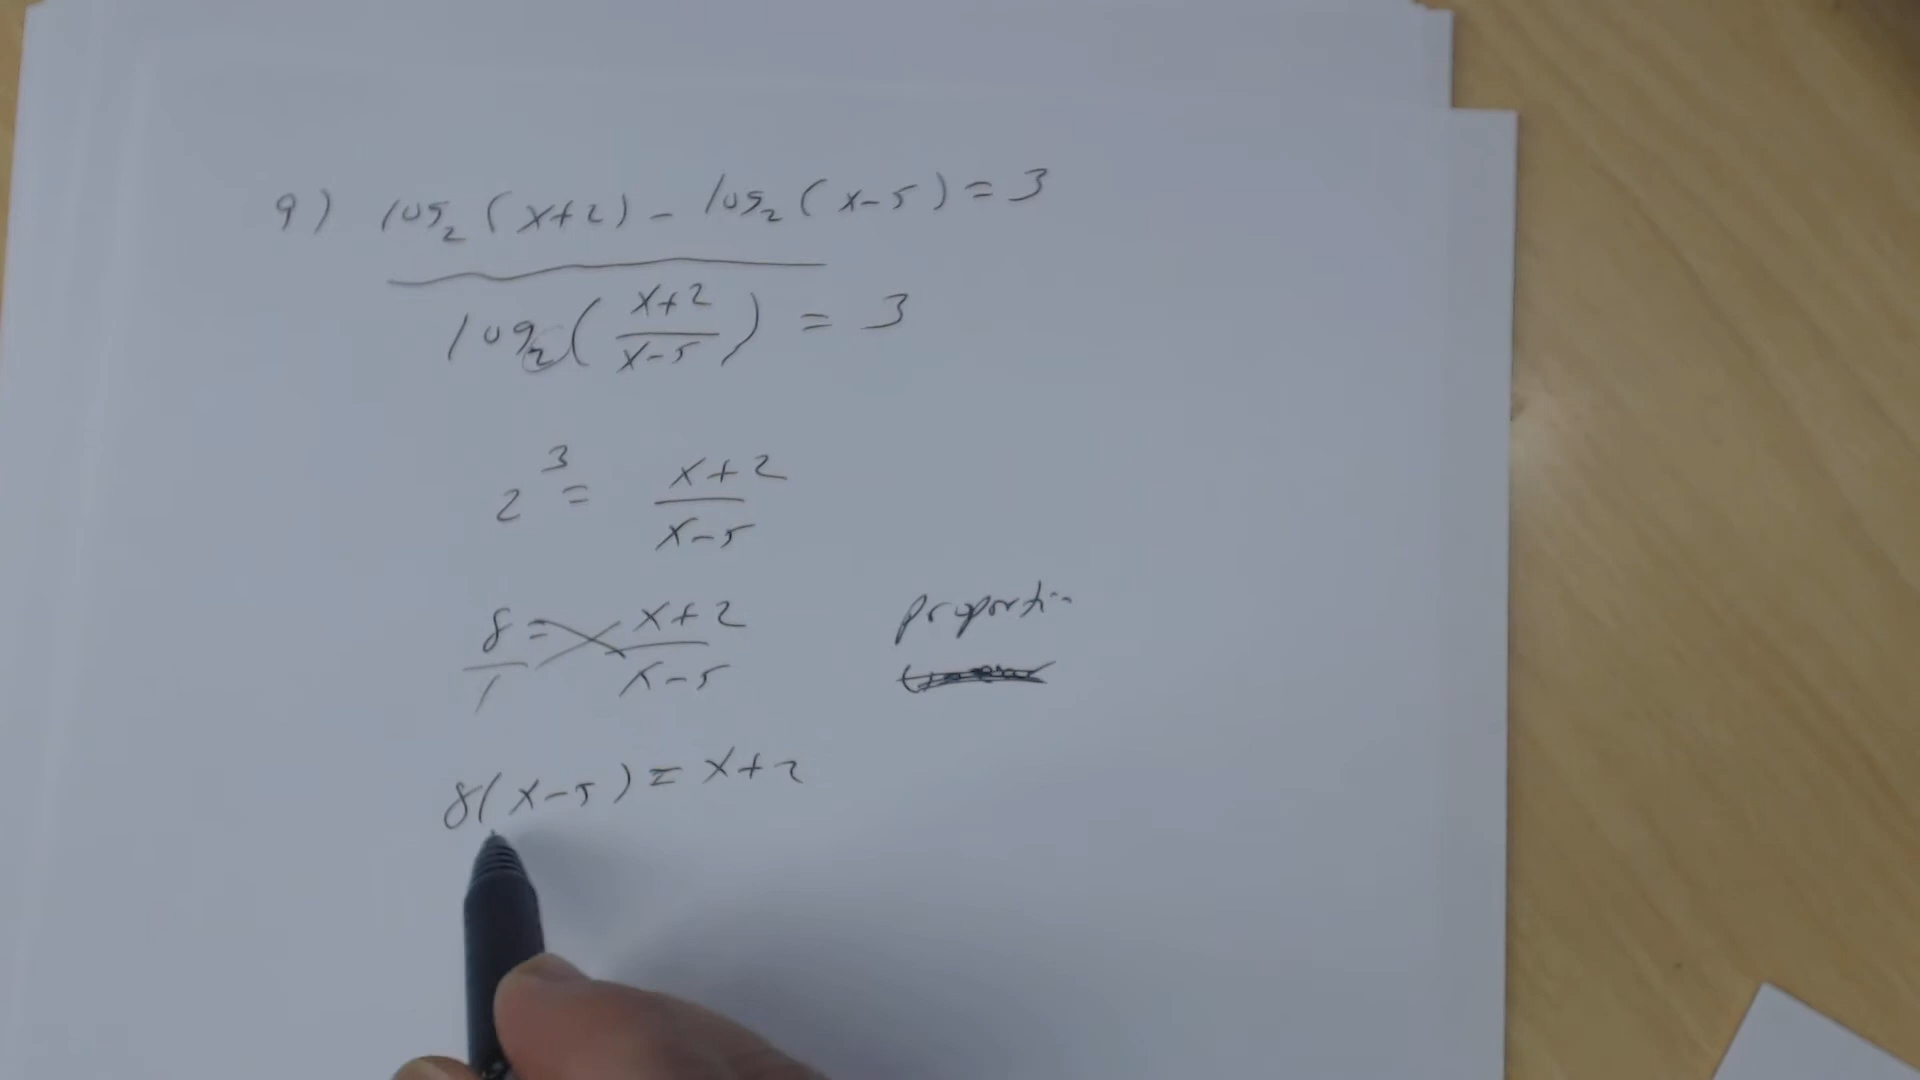 9) log₂(x+2) - log₂(x-5) = 3
log₂((x+2)/(x-5)) = 3
2³ = (x+2)/(x-5)
8/1 = (x+2)/(x-5) proportion
8(x-5) = x+2